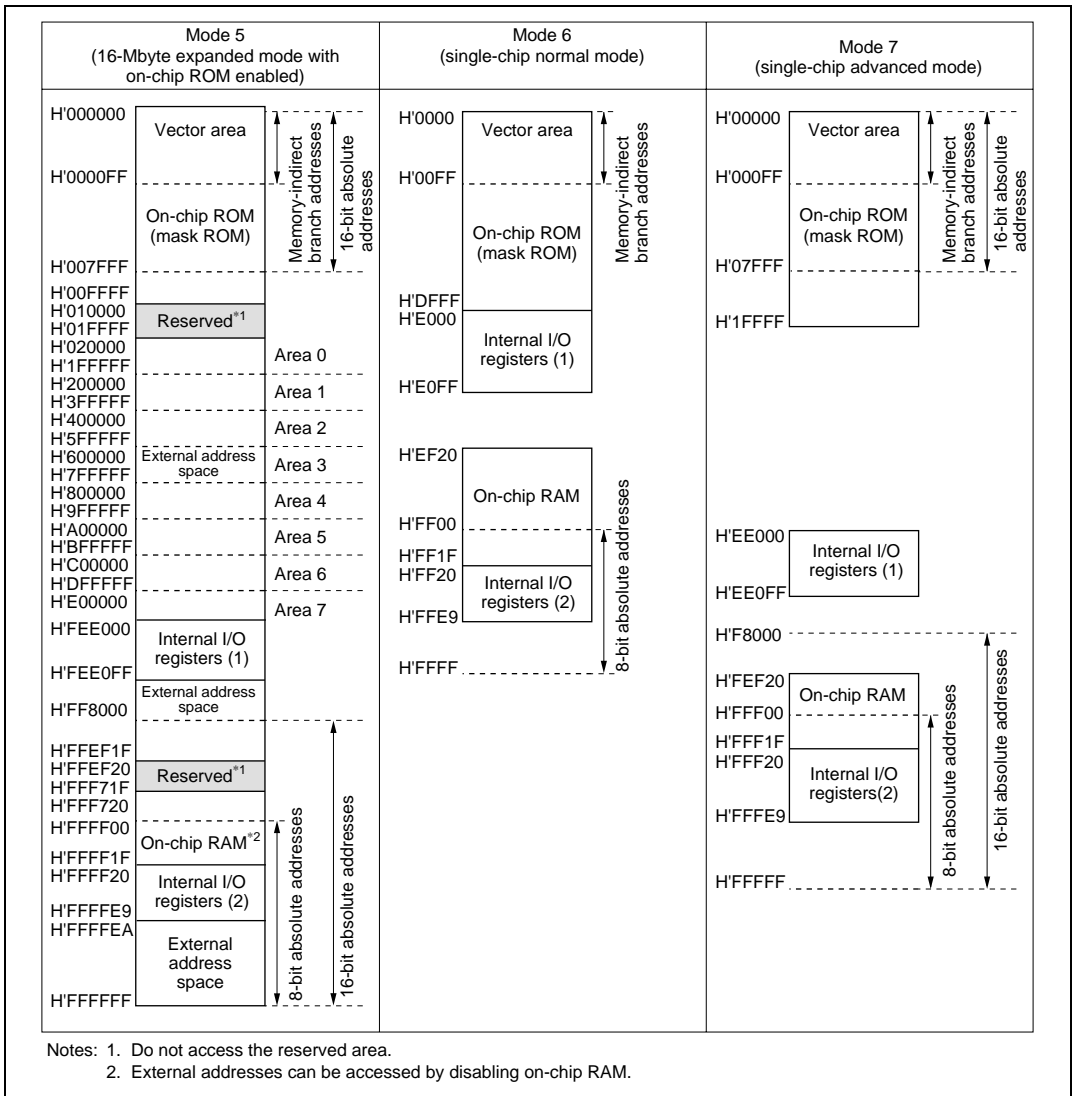 Mode 5
(16-Mbyte expanded mode with
on-chip ROM enabled)
Mode 6
(single-chip normal mode)
Mode 7
(single-chip advanced mode)
H'000000
Vector area
H'0000FF
On-chip ROM
(mask ROM)
H'007FFF
H'00FFFF
H'010000
Reserved*1
H'01FFFF
H'020000
Area 0
H'1FFFFF
H'200000
Area 1
H'3FFFFF
H'400000
Area 2
H'5FFFFF
H'600000
External address
space
Area 3
H'7FFFFF
H'800000
Area 4
H'9FFFFF
H'A00000
Area 5
H'BFFFFF
H'C00000
Area 6
H'DFFFFF
H'E00000
Area 7
H'FEE000
Internal I/O
registers (1)
H'FEE0FF
External address
space
H'FF8000
H'FFEF1F
H'FFEF20
Reserved*1
H'FFF71F
H'FFF720
H'FFFF00
On-chip RAM*2
H'FFFF1F
H'FFFF20
Internal I/O
registers (2)
H'FFFFE9
H'FFFFEA
External
address
space
H'FFFFFF
Memory-indirect
branch addresses
16-bit absolute
addresses
8-bit absolute addresses
16-bit absolute addresses
H'0000
Vector area
H'00FF
On-chip ROM
(mask ROM)
H'DFFF
H'E000
Internal I/O
registers (1)
H'E0FF
H'EF20
On-chip RAM
H'FF00
H'FF1F
H'FF20
Internal I/O
registers (2)
H'FFE9
H'FFFF
Memory-indirect
branch addresses
8-bit absolute addresses
H'00000
Vector area
H'000FF
On-chip ROM
(mask ROM)
H'07FFF
H'1FFFF
H'EE000
Internal I/O
registers (1)
H'EE0FF
H'F8000
H'FEF20
On-chip RAM
H'FFF00
H'FFF1F
H'FFF20
Internal I/O
registers(2)
H'FFFE9
H'FFFFF
Memory-indirect
branch addresses
16-bit absolute
addresses
8-bit absolute addresses
16-bit absolute addresses
Notes: 1. Do not access the reserved area.
2. External addresses can be accessed by disabling on-chip RAM.